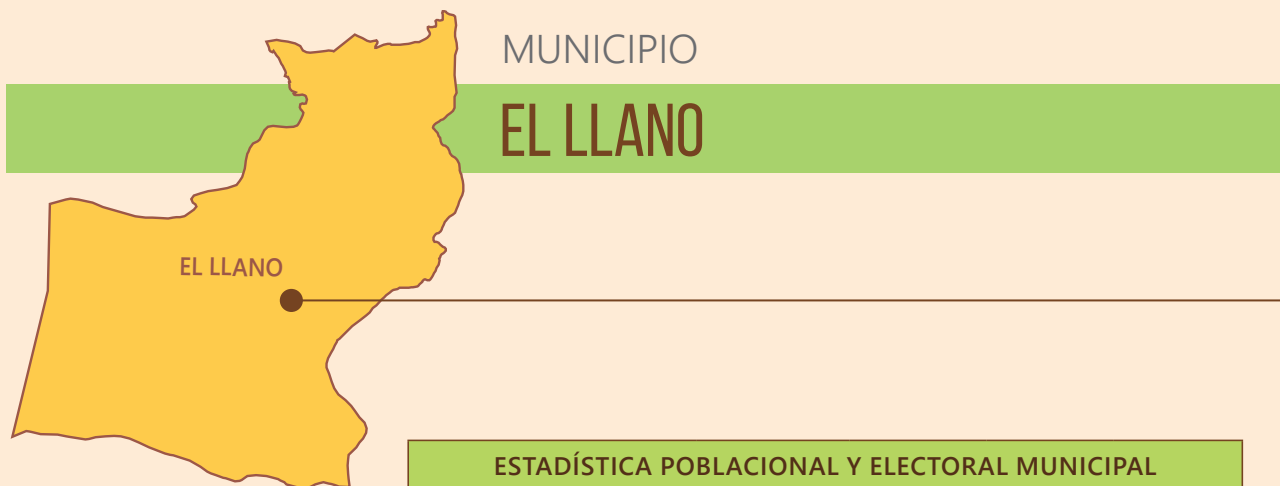 MUNICIPIO
EL LLANO
EL LLANO
ESTADÍSTICA POBLACIONAL Y ELECTORAL MUNICIPAL